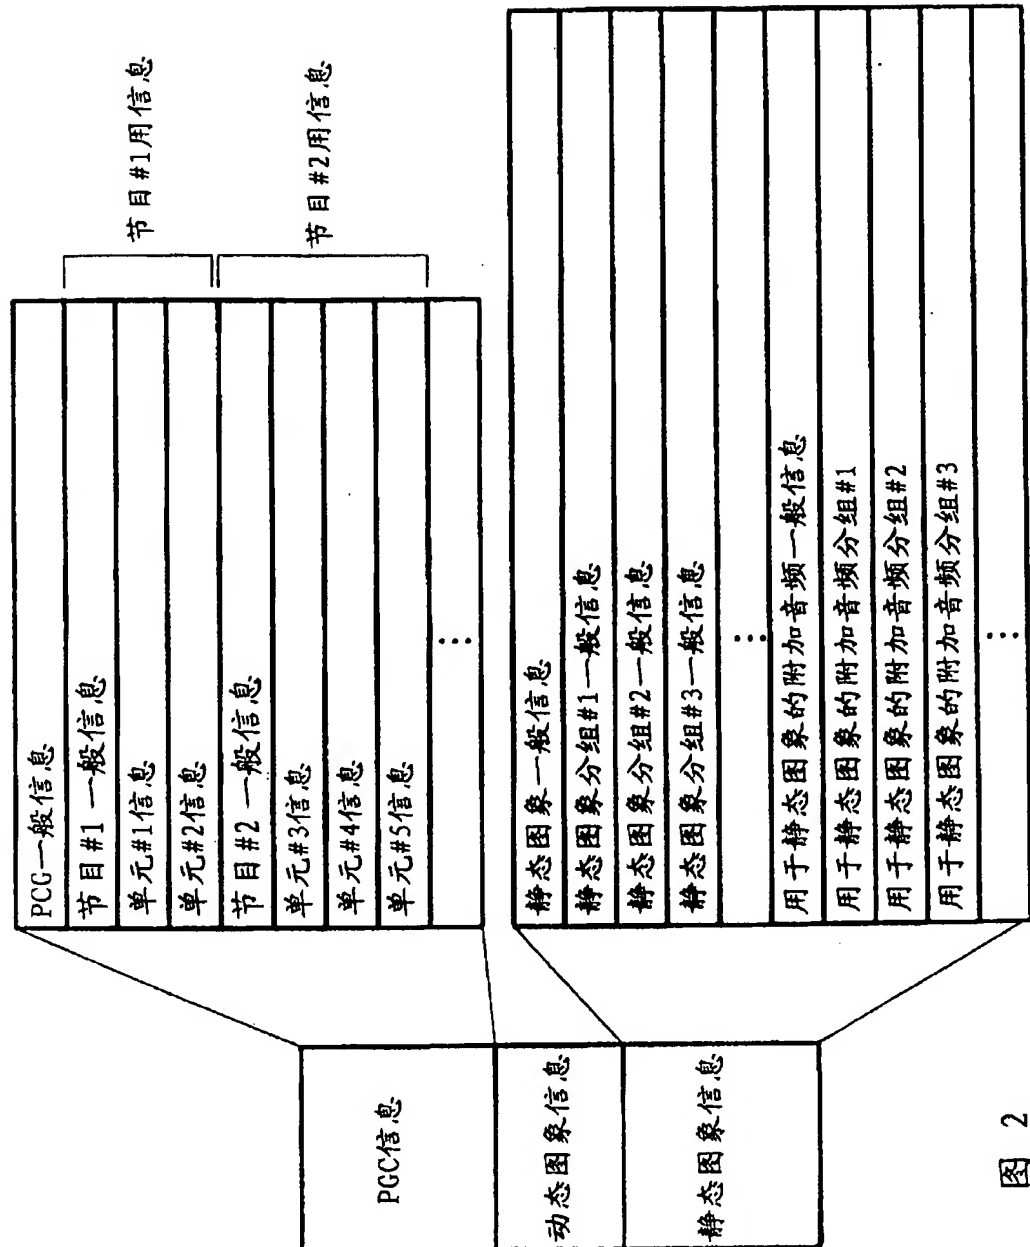 PGC信息
动态图象信息
静态图象信息
PCG一般信息
节目#1 一般信息
单元#1信息
单元#2信息
节目#2 一般信息
单元#3信息
单元#4信息
单元#5信息
⋮
节目#1用信息
节目#2用信息
静态图象一般信息
静态图象分组#1一般信息
静态图象分组#2一般信息
静态图象分组#3一般信息
⋮
用于静态图象的附加音频一般信息
用于静态图象的附加音频分组#1
用于静态图象的附加音频分组#2
用于静态图象的附加音频分组#3
⋮
图 2